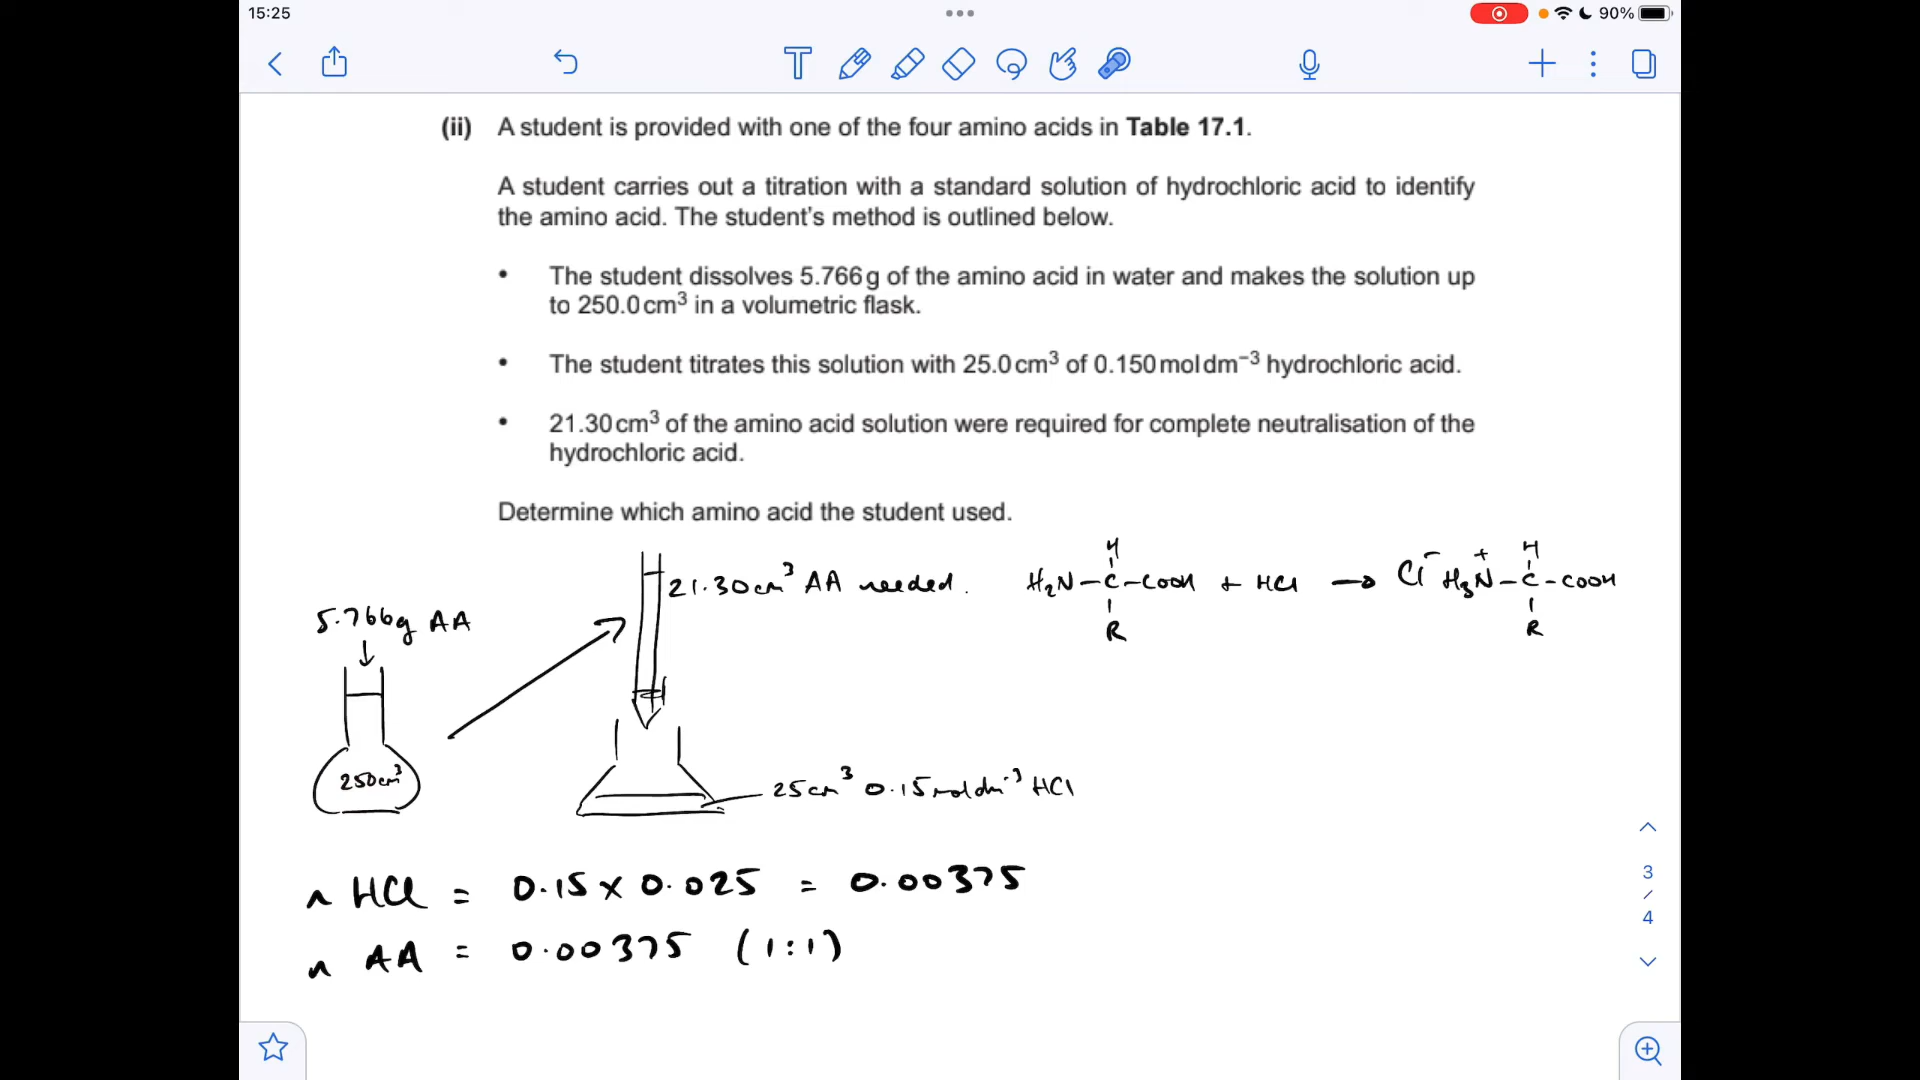 15:25
90%
(ii) A student is provided with one of the four amino acids in Table 17.1.
A student carries out a titration with a standard solution of hydrochloric acid to identify
the amino acid. The student's method is outlined below.
• The student dissolves 5.766 g of the amino acid in water and makes the solution up
to 250.0 cm³ in a volumetric flask.
• The student titrates this solution with 25.0 cm³ of 0.150 mol dm⁻³ hydrochloric acid.
• 21.30 cm³ of the amino acid solution were required for complete neutralisation of the
hydrochloric acid.
Determine which amino acid the student used.
H H
21.30cm³ AA needed. H₂N–C–COOH + HCl → Cl⁻ H₃N⁺–C–COOH
R R
5.766g AA
250cm³
25cm³ 0.15moldm⁻³ HCl
n HCl = 0.15 × 0.025 = 0.00375
n AA = 0.00375 (1:1)
3
/
4